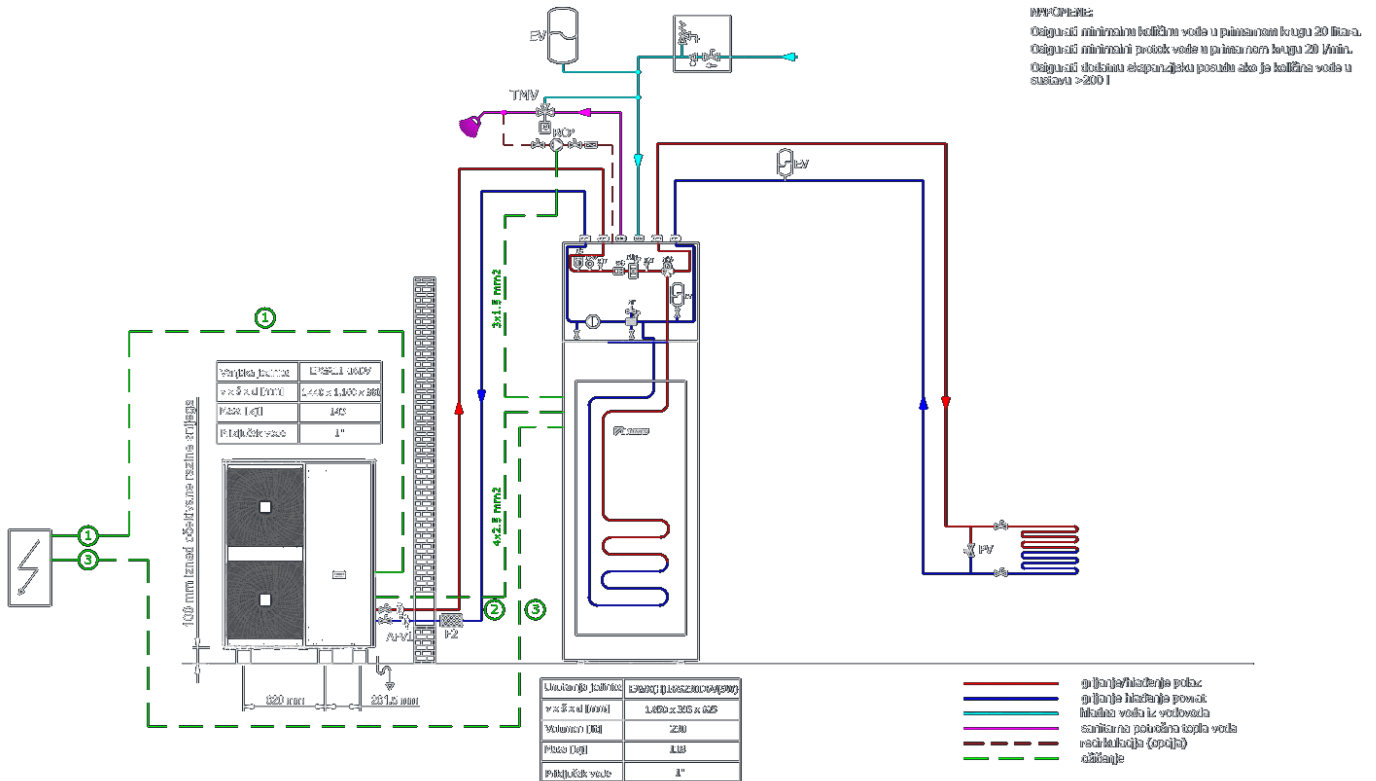 NAPOMENE:
Osigurati minimalnu količinu vode u primarnom krugu 20 litara.
Osigurati minimalni protok vode u primarnom krugu 20 l/min.
Osigurati dodatnu ekspanzijsku posudu ako je količina vode u
sustavu >200 l
EV
TMV
RCP
EV
3x1.5 mm2
1
Vanjska jedinica
v x š x d [mm]
Masa [kg]
Priključak vode
1"
100 mm iznad očekivane razine snijega
4x2.5 mm2
1
3
2
3
AFVI
F2
PV
620 mm
Unutarnja jedinica
v x š x d [mm]
Volumen [lit]
230
Masa [kg]
Priključak vode
1"
grijanje/hlađenje polaz
grijanje hlađenje povrat
hladna voda iz vodovoda
sanitarna potrošna topla voda
recirkulacija (opcija)
ožičenje